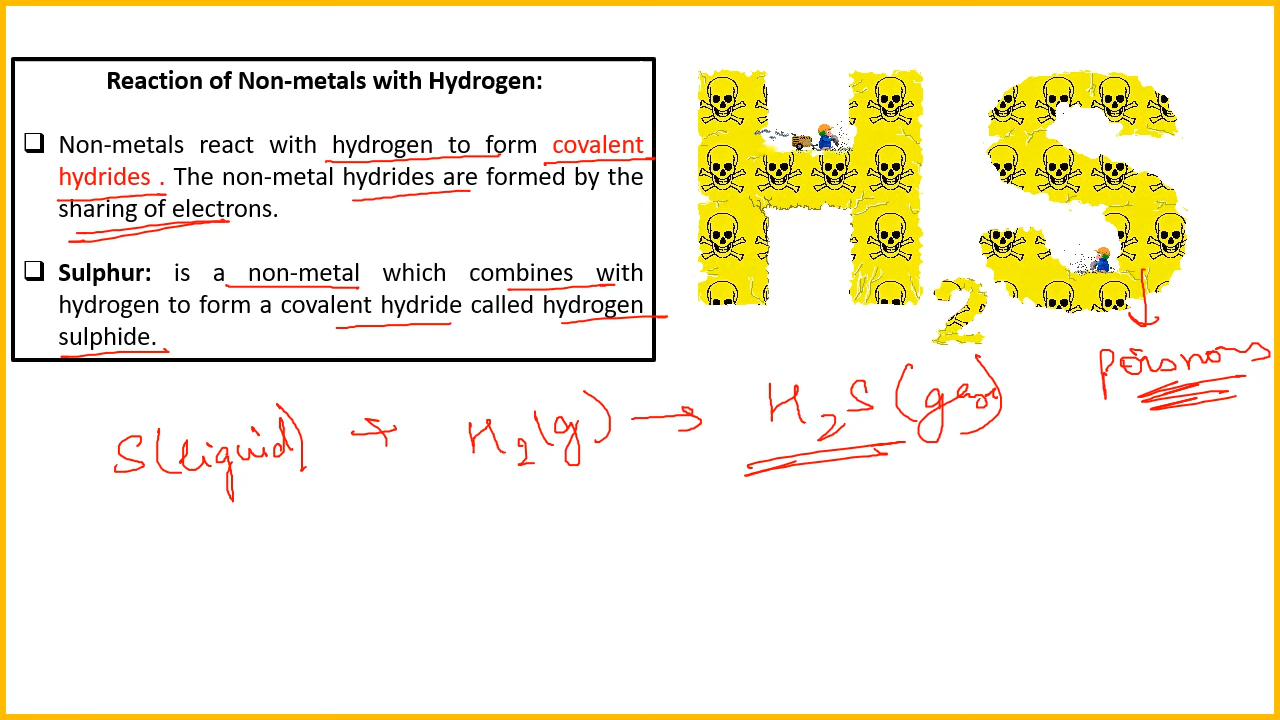 Reaction of Non-metals with Hydrogen:
Non-metals react with hydrogen to form covalent
hydrides . The non-metal hydrides are formed by the
sharing of electrons.
Sulphur: is a non-metal which combines with
hydrogen to form a covalent hydride called hydrogen
sulphide.
H2S
poisnous
S(liquid) + H2(g) → H2S (gas)